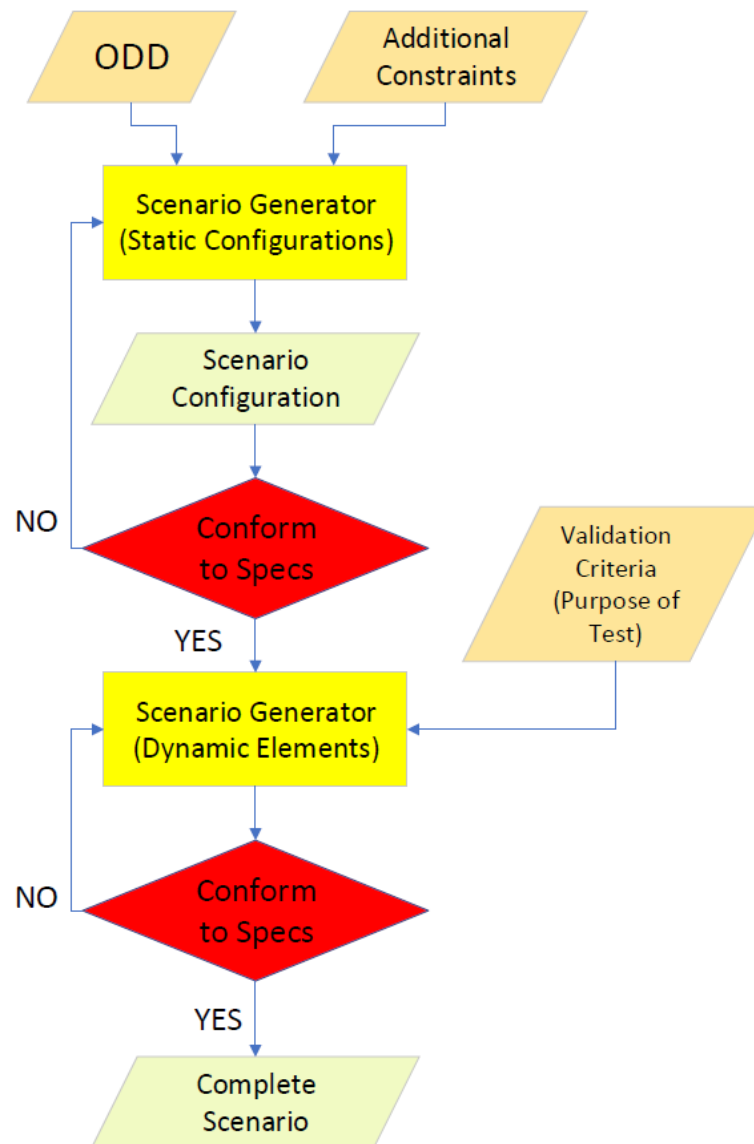 ODD
Additional
Constraints
Scenario Generator
(Static Configurations)
Scenario
Configuration
NO
Conform
to Specs
YES
Validation
Criteria
(Purpose of
Test)
Scenario Generator
(Dynamic Elements)
NO
Conform
to Specs
YES
Complete
Scenario